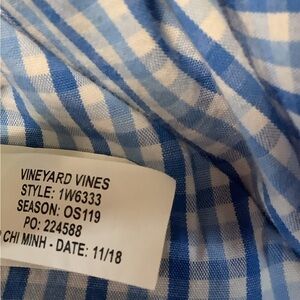 VINEYARD VINES
STYLE: 1W6333
SEASON: OS119
PO: 224588
CHI MINH - DATE: 11/18